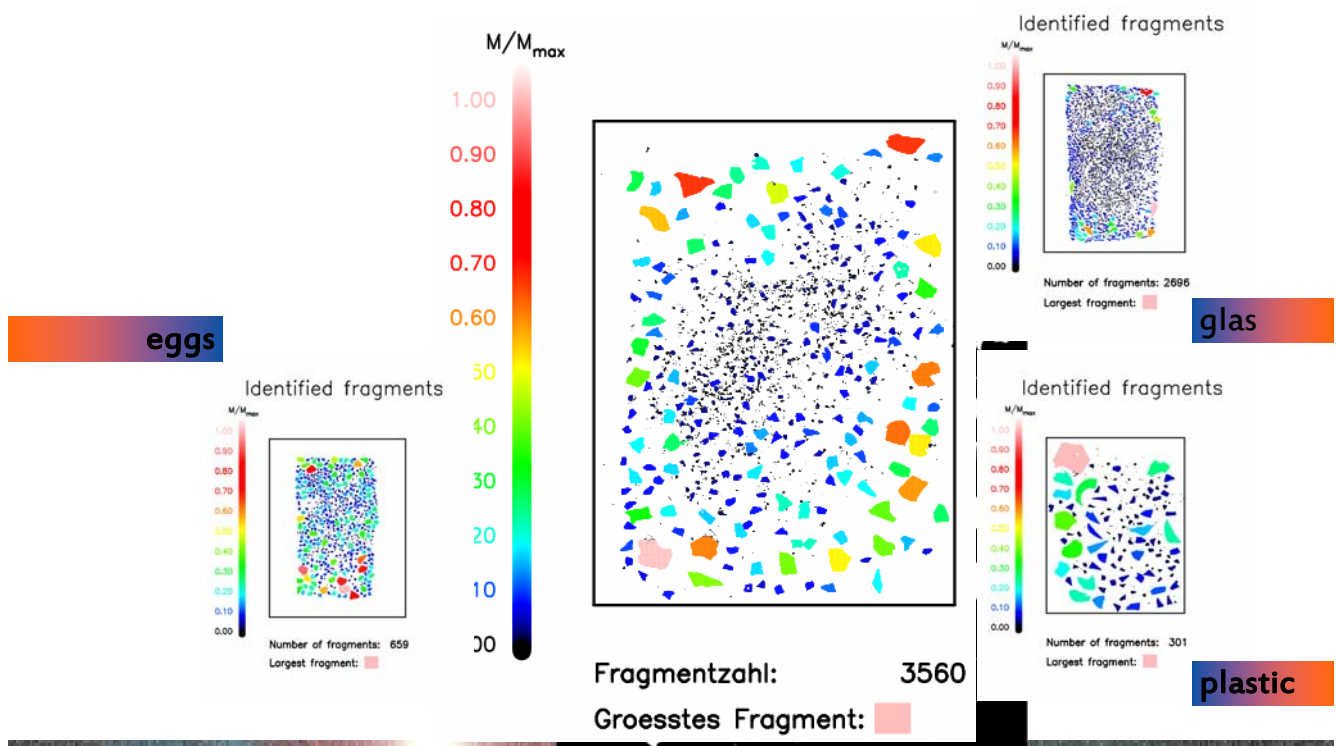 eggs
Identified fragments
M/Mmax
1.00
0.90
0.80
0.70
0.60
0.50
0.40
0.30
0.20
0.10
0.00
Number of fragments: 659
Largest fragment:
M/Mmax
1.00
0.90
0.80
0.70
0.60
50
40
30
20
10
00
Fragmentzahl: 3560
Groesstes Fragment:
Identified fragments
M/Mmax
1.00
0.90
0.80
0.70
0.60
0.50
0.40
0.30
0.20
0.10
0.00
Number of fragments: 2696
Largest fragment:
glas
Identified fragments
M/Mmax
1.00
0.90
0.80
0.70
0.60
0.50
0.40
0.30
0.20
0.10
0.00
Number of fragments: 301
Largest fragment:
plastic